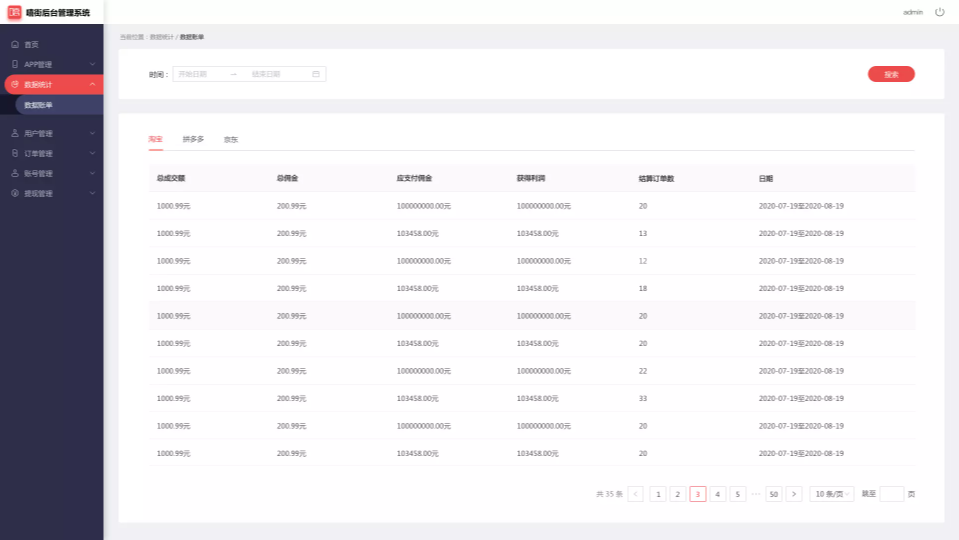 嘻街后台管理系统
admin
首页
APP管理
数据统计
数据账单
用户管理
订单管理
账号管理
提现管理
当前位置：数据统计 / 数据账单
时间： 开始日期 — 结束日期 搜索
淘宝 拼多多 京东
总成交额 总佣金 应支付佣金 获得利润 结算订单数 日期
1000.99元 200.99元 100000000.00元 100000000.00元 20 2020-07-19至2020-08-19
1000.99元 200.99元 103458.00元 103458.00元 13 2020-07-19至2020-08-19
1000.99元 200.99元 100000000.00元 100000000.00元 12 2020-07-19至2020-08-19
1000.99元 200.99元 103458.00元 103458.00元 18 2020-07-19至2020-08-19
1000.99元 200.99元 100000000.00元 100000000.00元 20 2020-07-19至2020-08-19
1000.99元 200.99元 103458.00元 103458.00元 20 2020-07-19至2020-08-19
1000.99元 200.99元 100000000.00元 100000000.00元 22 2020-07-19至2020-08-19
1000.99元 200.99元 103458.00元 103458.00元 33 2020-07-19至2020-08-19
1000.99元 200.99元 100000000.00元 100000000.00元 20 2020-07-19至2020-08-19
1000.99元 200.99元 103458.00元 103458.00元 20 2020-07-19至2020-08-19
共 35 条 < 1 2 3 4 5 ··· 50 > 10 条/页 跳至 页